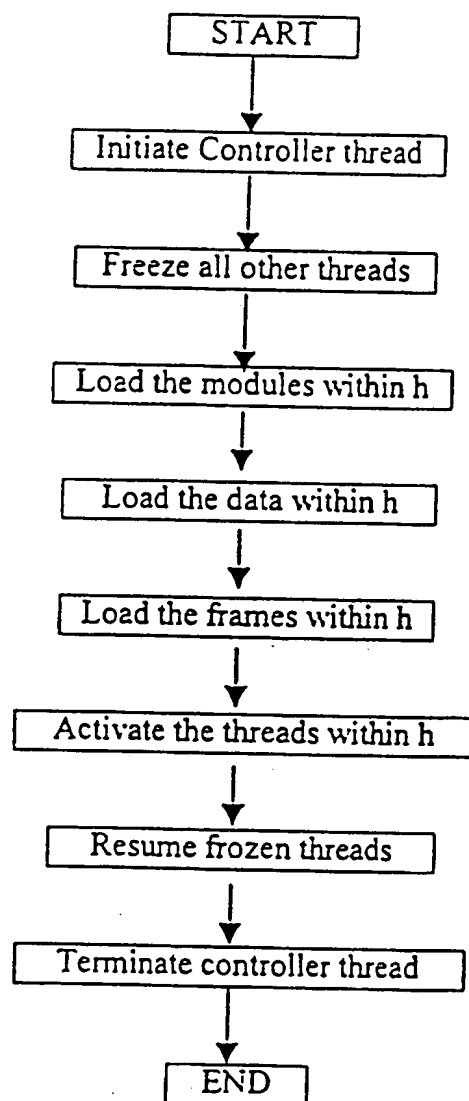 START
Initiate Controller thread
Freeze all other threads
Load the modules within h
Load the data within h
Load the frames within h
Activate the threads within h
Resume frozen threads
Terminate controller thread
END